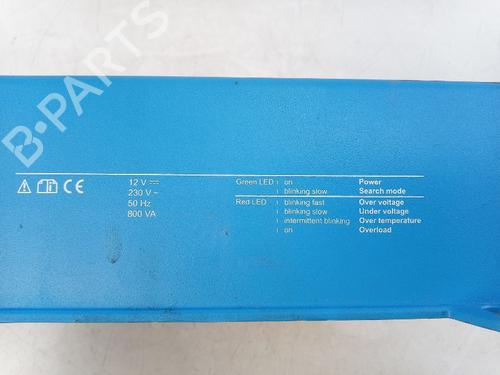 B-PARTS
CE
12 V
230 V ~
50 Hz
800 VA
Green LED on Power
blinking slow Search mode
Red LED blinking fast Over voltage
blinking slow Under voltage
intermittent blinking Over temperature
on Overload